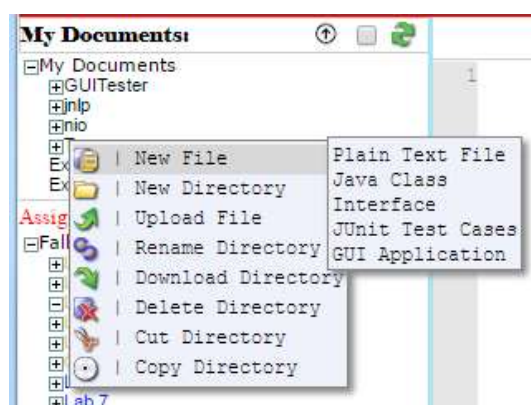 My Documents:
My Documents
GUITester
jnlp
nio
1
Ex
Ex
Assig
Fall
New File
New Directory
Upload File
Rename Directory
Download Directory
Delete Directory
Cut Directory
Copy Directory
Plain Text File
Java Class
Interface
JUnit Test Cases
GUI Application
Lab 7